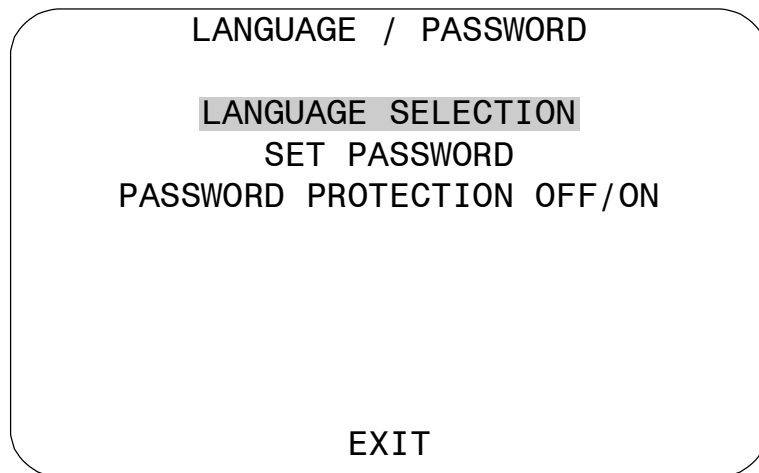 LANGUAGE / PASSWORD
LANGUAGE SELECTION
SET PASSWORD
PASSWORD PROTECTION OFF/ON
EXIT